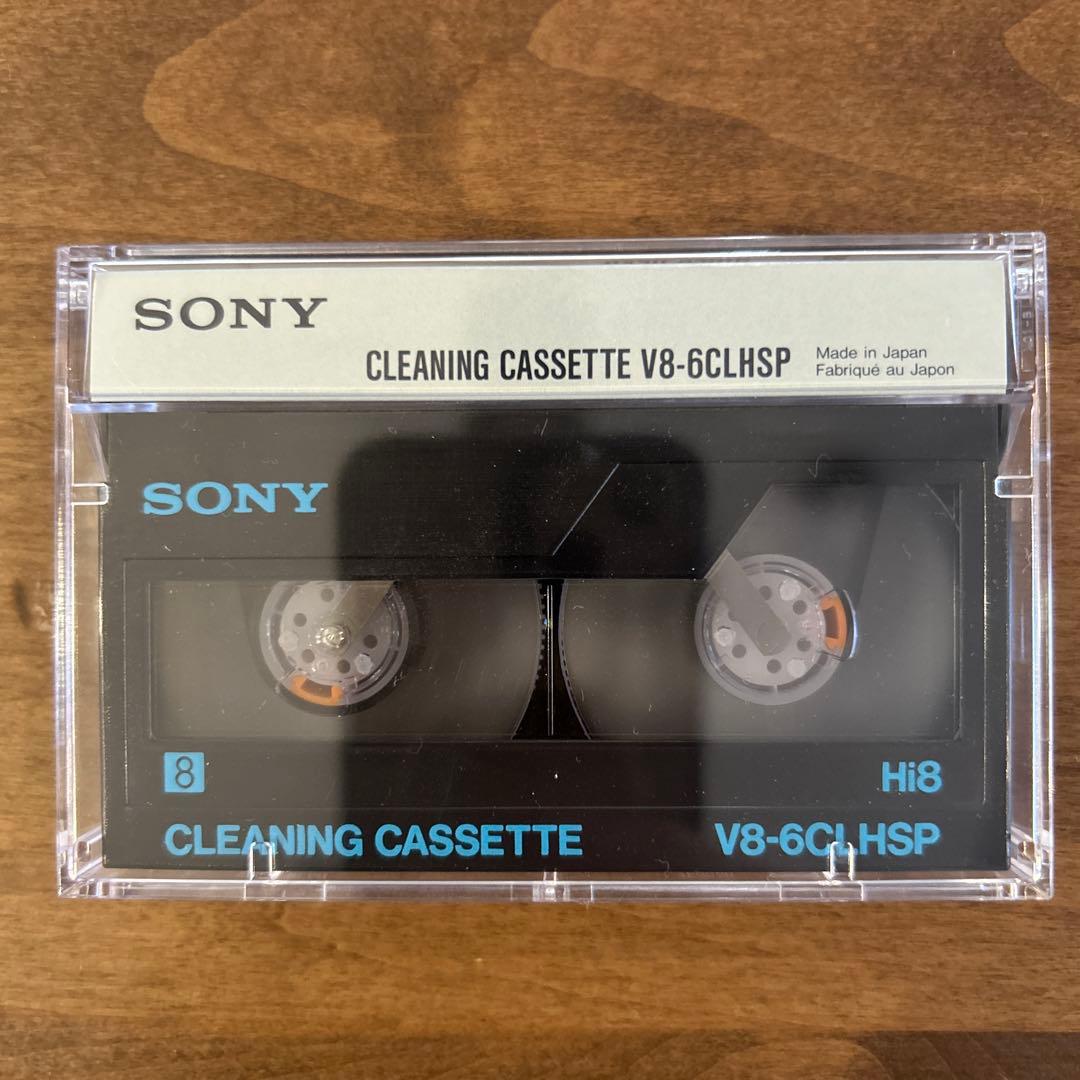 SONY
CLEANING CASSETTE V8-6CLHSP
Made in Japan
Fabriqué au Japon
SONY
8
Hi8
CLEANING CASSETTE
V8-6CLHSP